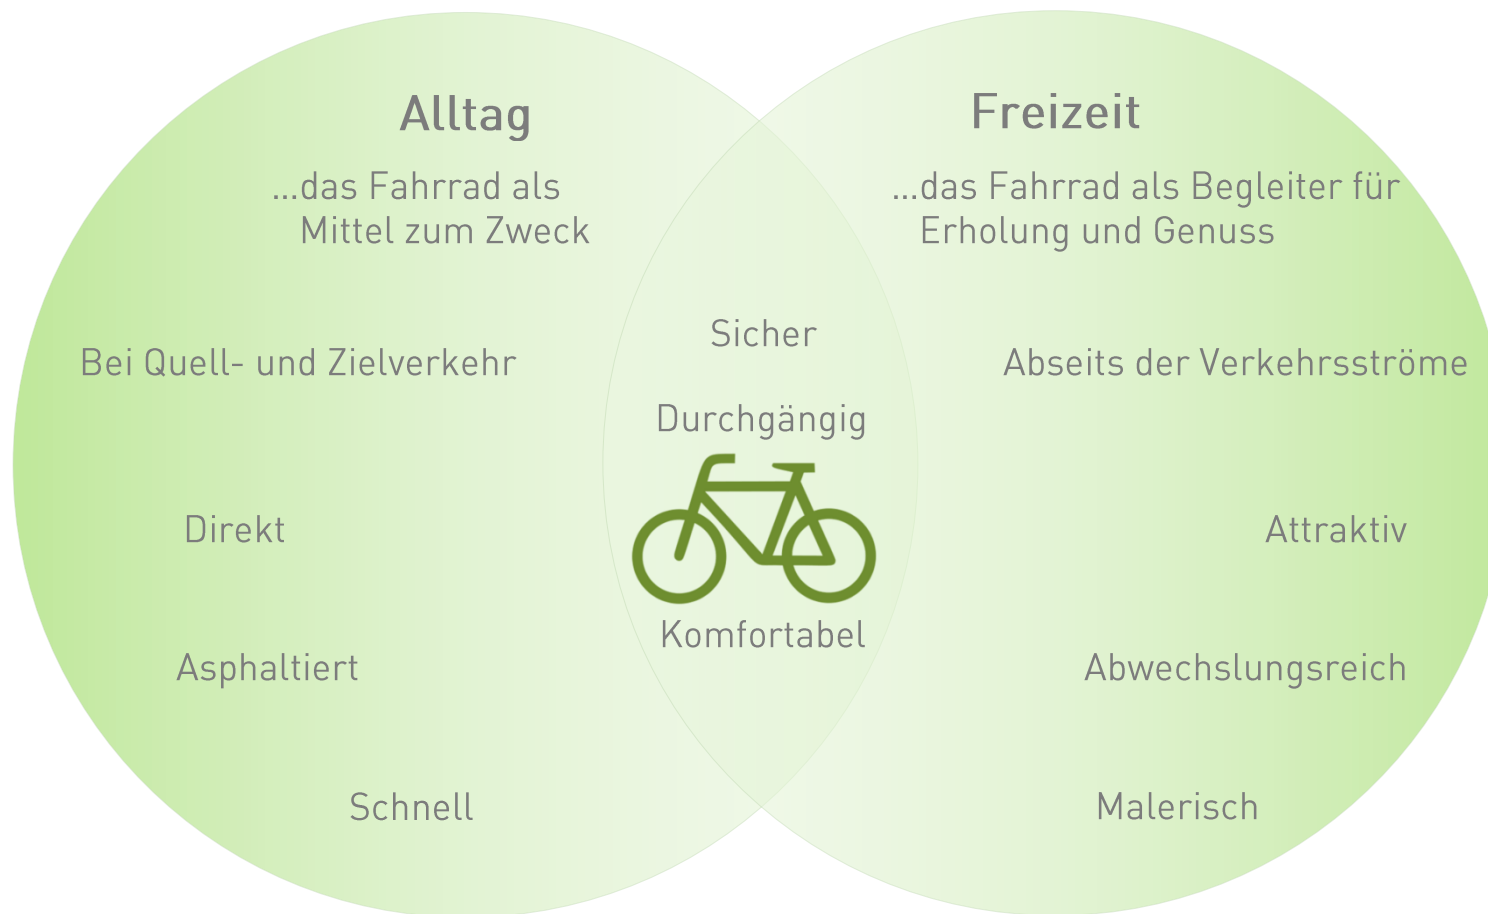 Alltag
...das Fahrrad als
Mittel zum Zweck
Bei Quell- und Zielverkehr
Direkt
Asphaltiert
Schnell
Sicher
Durchgängig
Komfortabel
Freizeit
...das Fahrrad als Begleiter für
Erholung und Genuss
Abseits der Verkehrsströme
Attraktiv
Abwechslungsreich
Malerisch